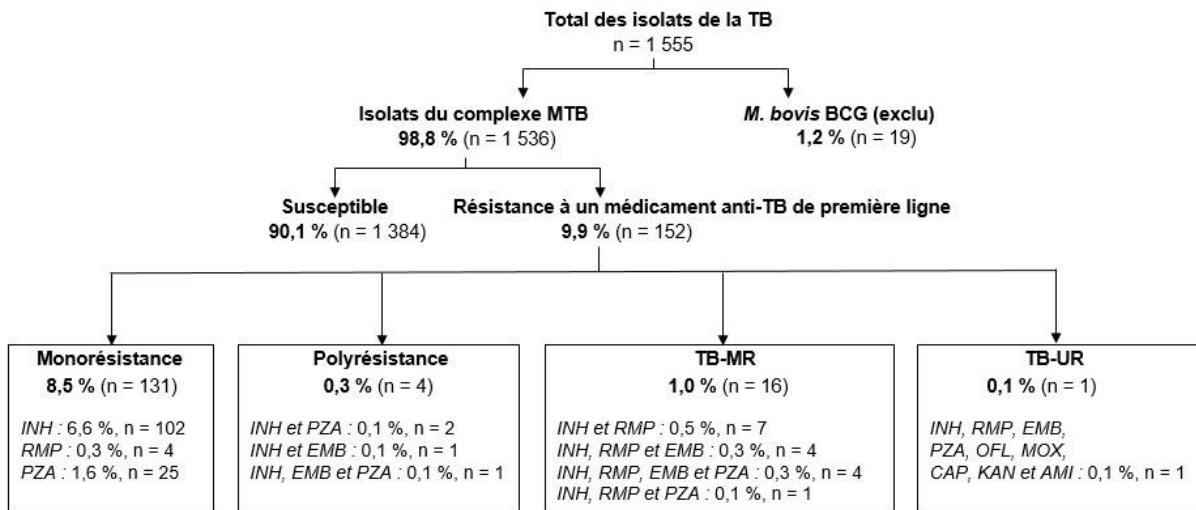 Total des isolats de la TB
n = 1 555
Isolats du complexe MTB
98,8 % (n = 1 536)
M. bovis BCG (exclu)
1,2 % (n = 19)
Susceptible
90,1 % (n = 1 384)
Résistance à un médicament anti-TB de première ligne
9,9 % (n = 152)
Monorésistance
8,5 % (n = 131)
INH : 6,6 %, n = 102
RMP : 0,3 %, n = 4
PZA : 1,6 %, n = 25
Polyrésistance
0,3 % (n = 4)
INH et PZA : 0,1 %, n = 2
INH et EMB : 0,1 %, n = 1
INH, EMB et PZA : 0,1 %, n = 1
TB-MR
1,0 % (n = 16)
INH et RMP : 0,5 %, n = 7
INH, RMP et EMB : 0,3 %, n = 4
INH, RMP, EMB et PZA : 0,3 %, n = 4
INH, RMP et PZA : 0,1 %, n = 1
TB-UR
0,1 % (n = 1)
INH, RMP, EMB,
PZA, OFL, MOX,
CAP, KAN et AMI : 0,1 %, n = 1